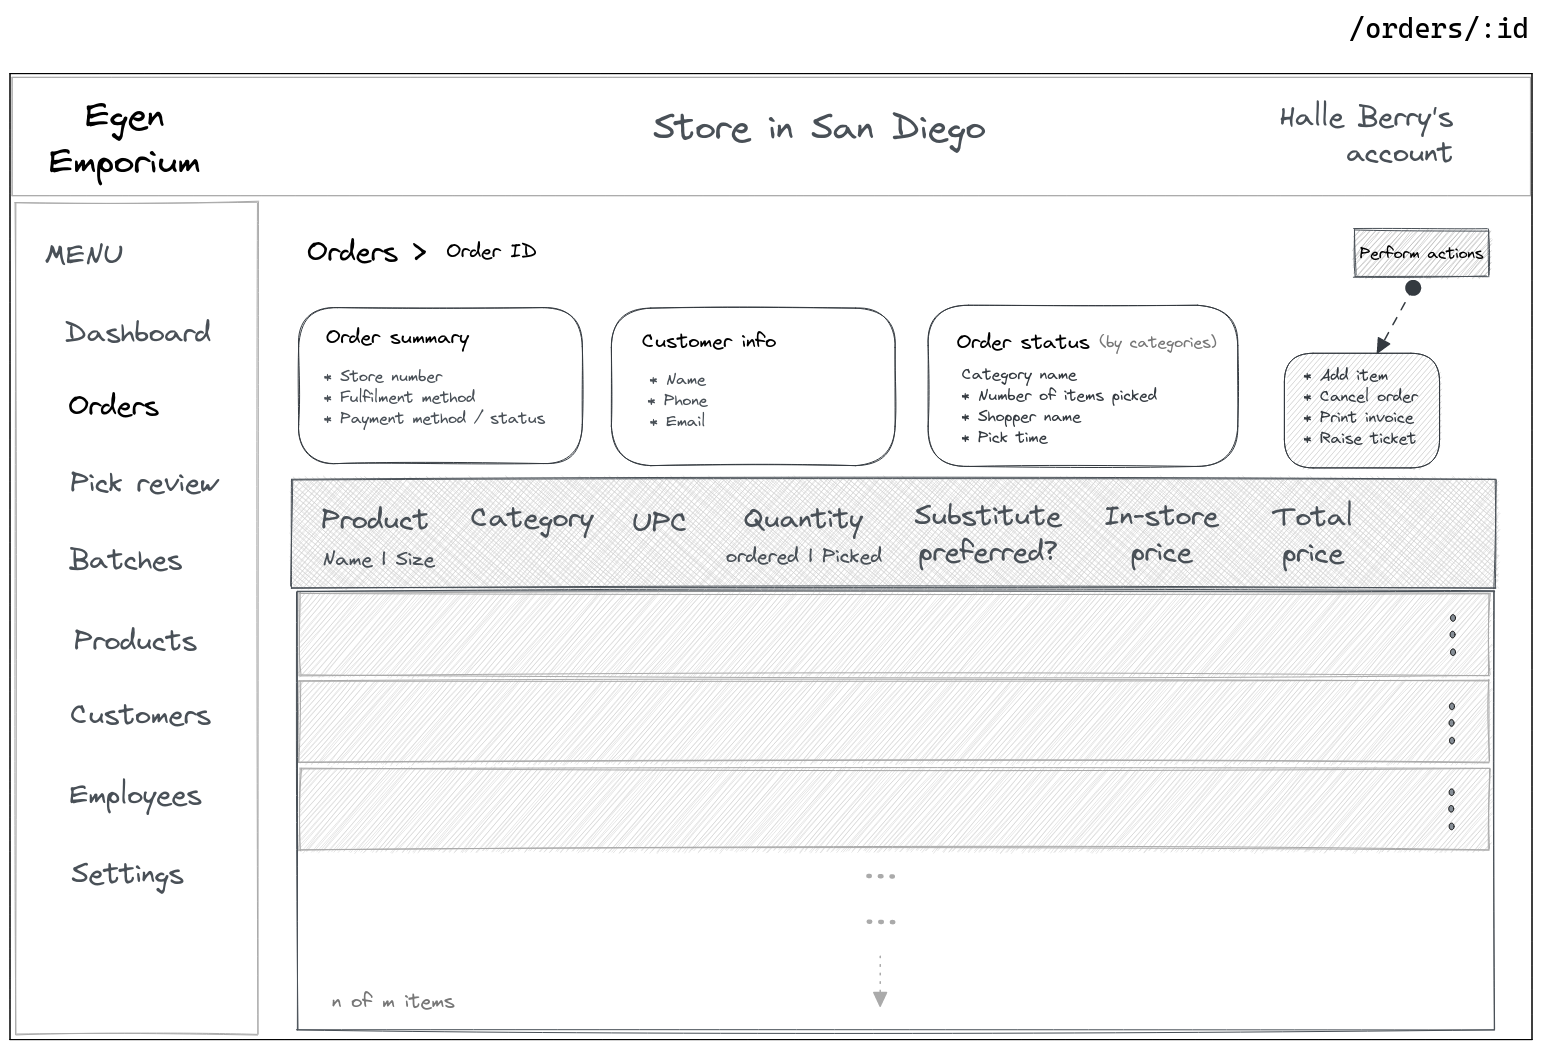 /orders/:id
Egen
Emporium
Store in San Diego
Halle Berry's
account
MENU
Dashboard
Orders
Pick review
Batches
Products
Customers
Employees
Settings
Orders > Order ID
Perform actions
Order summary
* Store number
* Fulfilment method
* Payment method / status
Customer info
* Name
* Phone
* Email
Order status (by categories)
Category name
* Number of items picked
* Shopper name
* Pick time
* Add item
* Cancel order
* Print invoice
* Raise ticket
Product
Name | Size
Category
UPC
Quantity
ordered | Picked
Substitute
preferred?
In-store
price
Total
price
...
...
n of m items